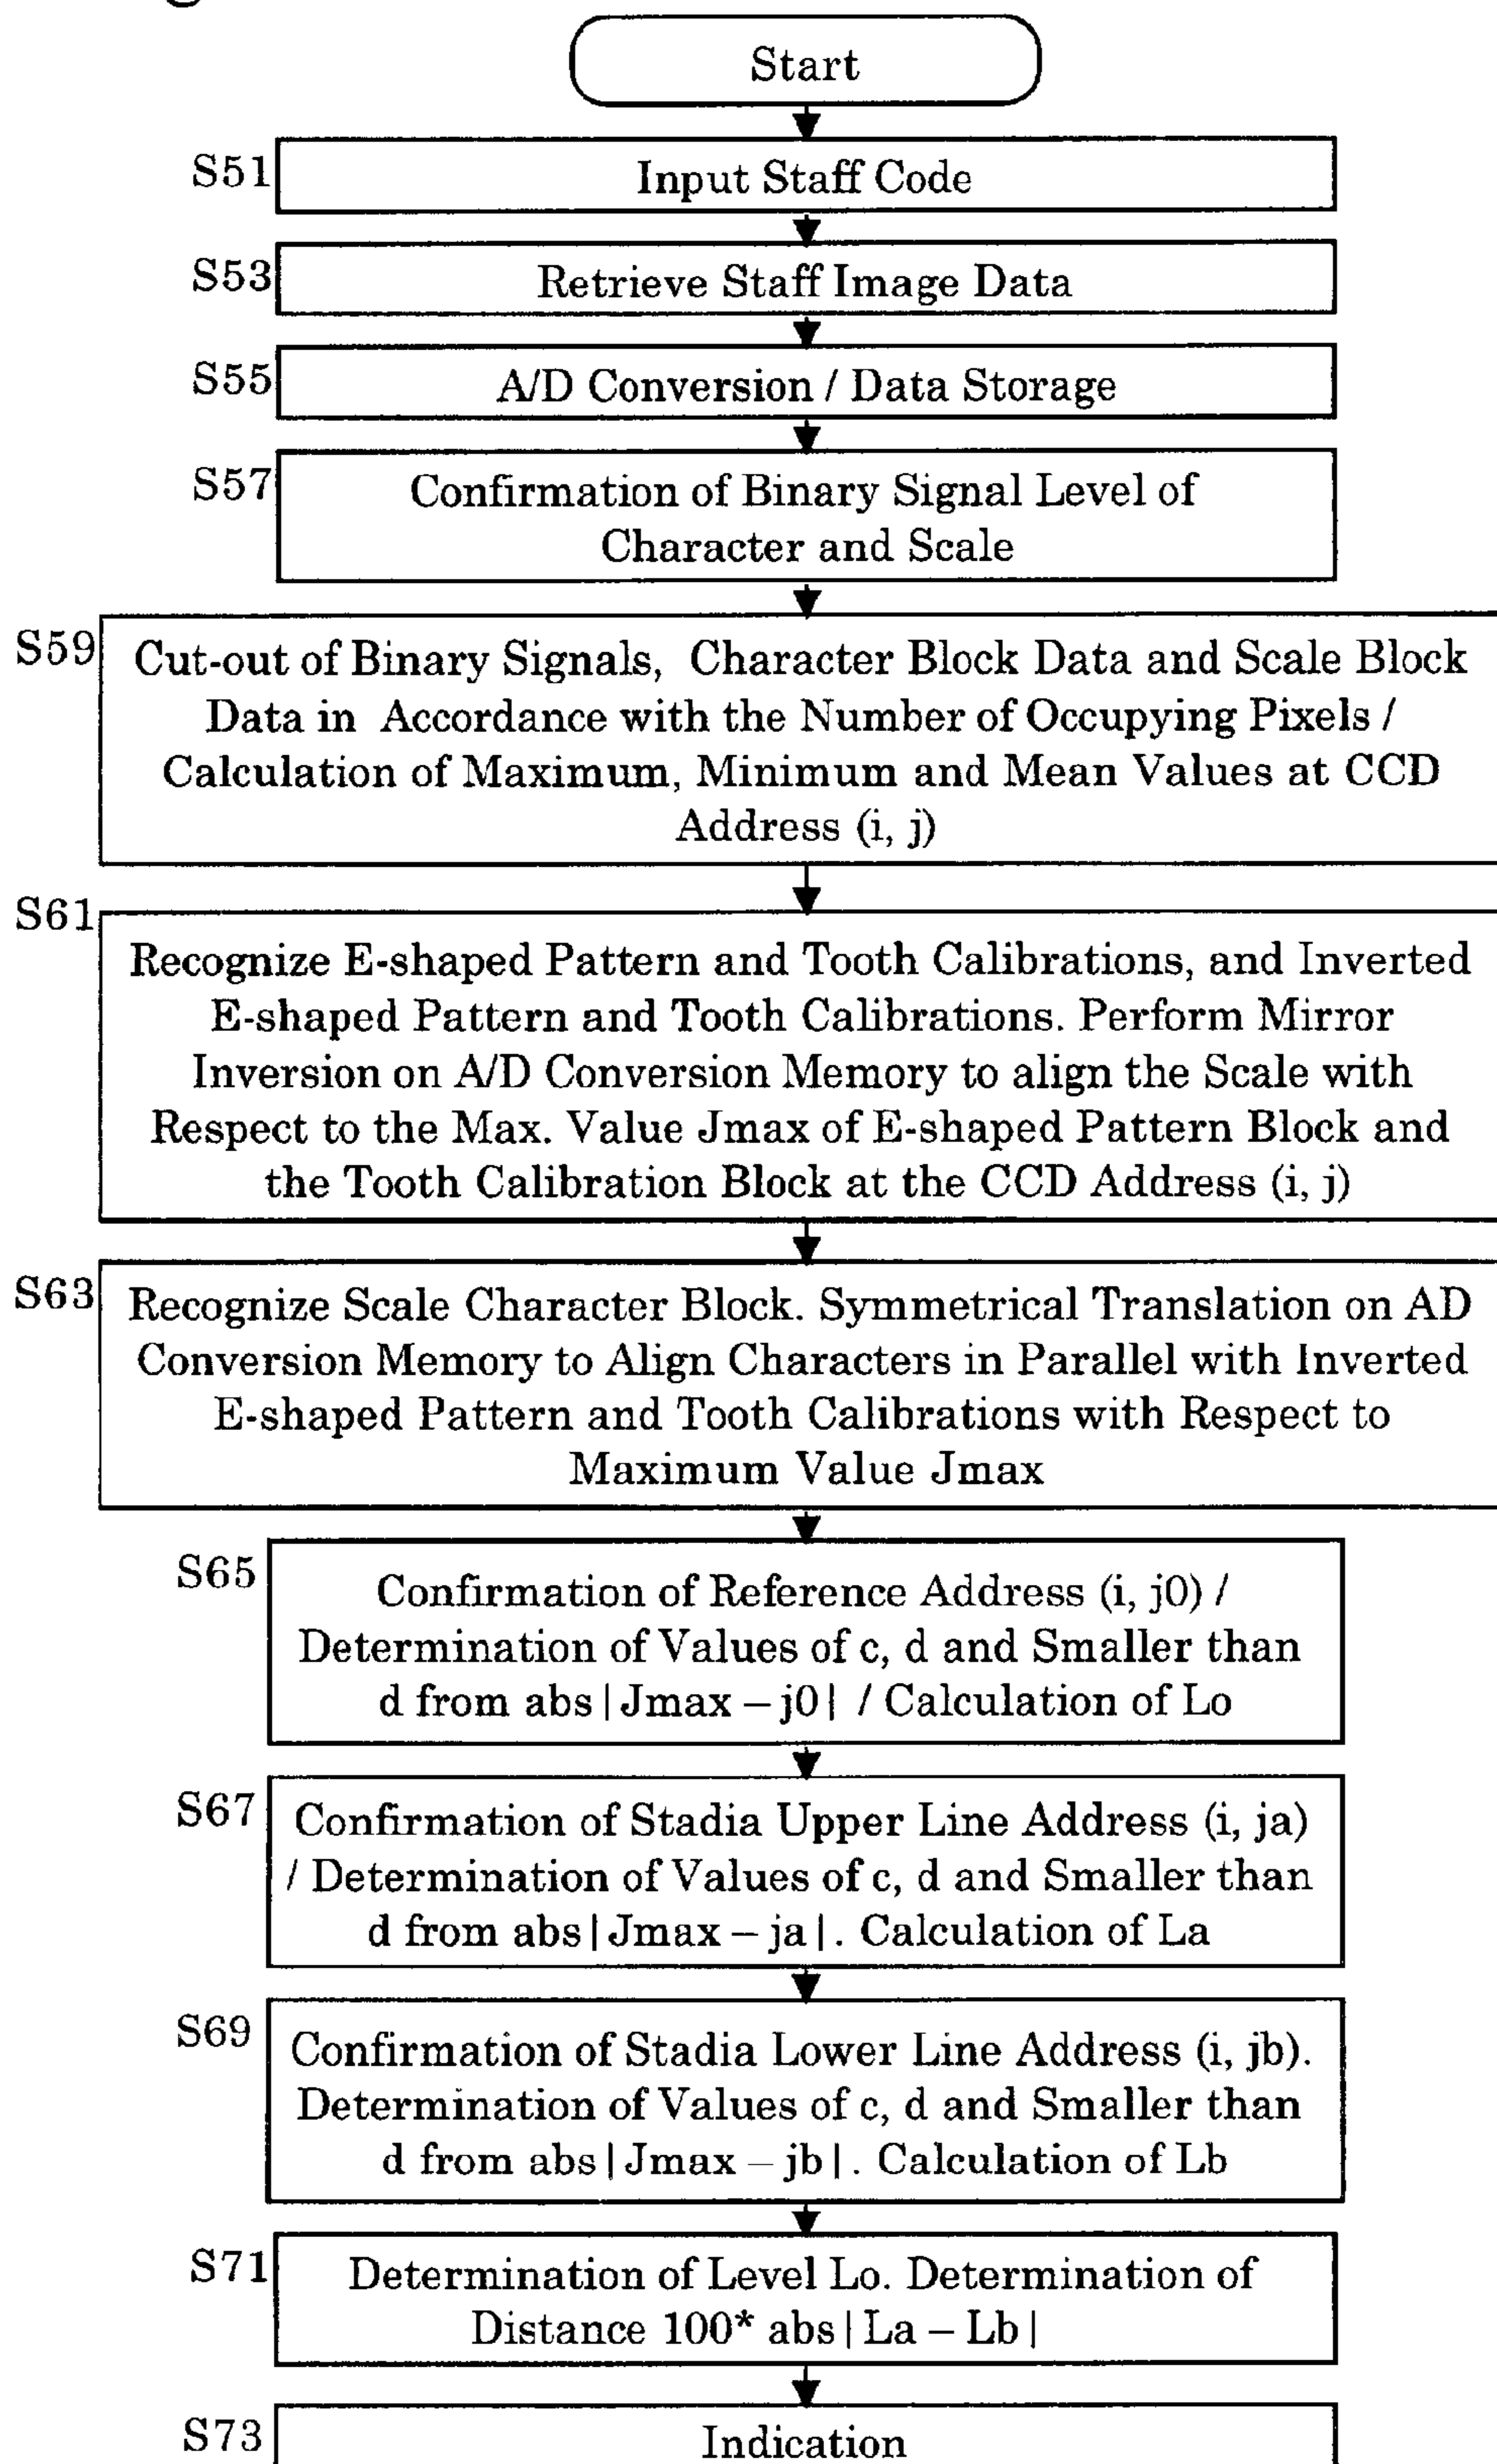 Start
S51
Input Staff Code
S53
Retrieve Staff Image Data
S55
A/D Conversion / Data Storage
S57
Confirmation of Binary Signal Level of
Character and Scale
S59
Cut-out of Binary Signals, Character Block Data and Scale Block
Data in Accordance with the Number of Occupying Pixels /
Calculation of Maximum, Minimum and Mean Values at CCD
Address (i, j)
S61
Recognize E-shaped Pattern and Tooth Calibrations, and Inverted
E-shaped Pattern and Tooth Calibrations. Perform Mirror
Inversion on A/D Conversion Memory to align the Scale with
Respect to the Max. Value Jmax of E-shaped Pattern Block and
the Tooth Calibration Block at the CCD Address (i, j)
S63
Recognize Scale Character Block. Symmetrical Translation on AD
Conversion Memory to Align Characters in Parallel with Inverted
E-shaped Pattern and Tooth Calibrations with Respect to
Maximum Value Jmax
S65
Confirmation of Reference Address (i, j0) /
Determination of Values of c, d and Smaller than
d from abs|Jmax – j0| / Calculation of Lo
S67
Confirmation of Stadia Upper Line Address (i, ja)
/ Determination of Values of c, d and Smaller than
d from abs|Jmax – ja|. Calculation of La
S69
Confirmation of Stadia Lower Line Address (i, jb).
Determination of Values of c, d and Smaller than
d from abs|Jmax – jb|. Calculation of Lb
S71
Determination of Level Lo. Determination of
Distance 100* abs|La – Lb|
S73
Indication